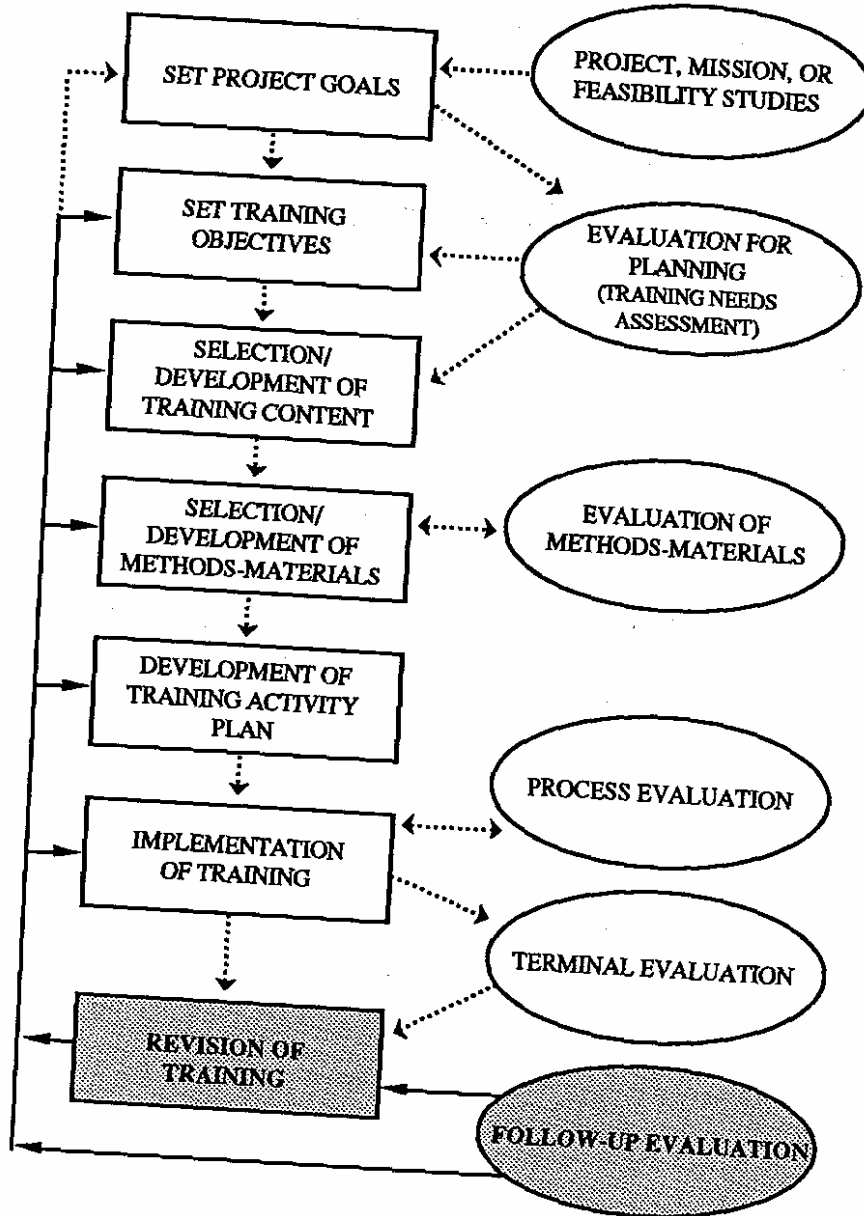 SET PROJECT GOALS
PROJECT, MISSION, OR
FEASIBILITY STUDIES
SET TRAINING
OBJECTIVES
EVALUATION FOR
PLANNING
(TRAINING NEEDS
ASSESSMENT)
SELECTION/
DEVELOPMENT OF
TRAINING CONTENT
SELECTION/
DEVELOPMENT OF
METHODS-MATERIALS
EVALUATION OF
METHODS-MATERIALS
DEVELOPMENT OF
TRAINING ACTIVITY
PLAN
PROCESS EVALUATION
IMPLEMENTATION
OF TRAINING
TERMINAL EVALUATION
REVISION OF
TRAINING
FOLLOW-UP EVALUATION